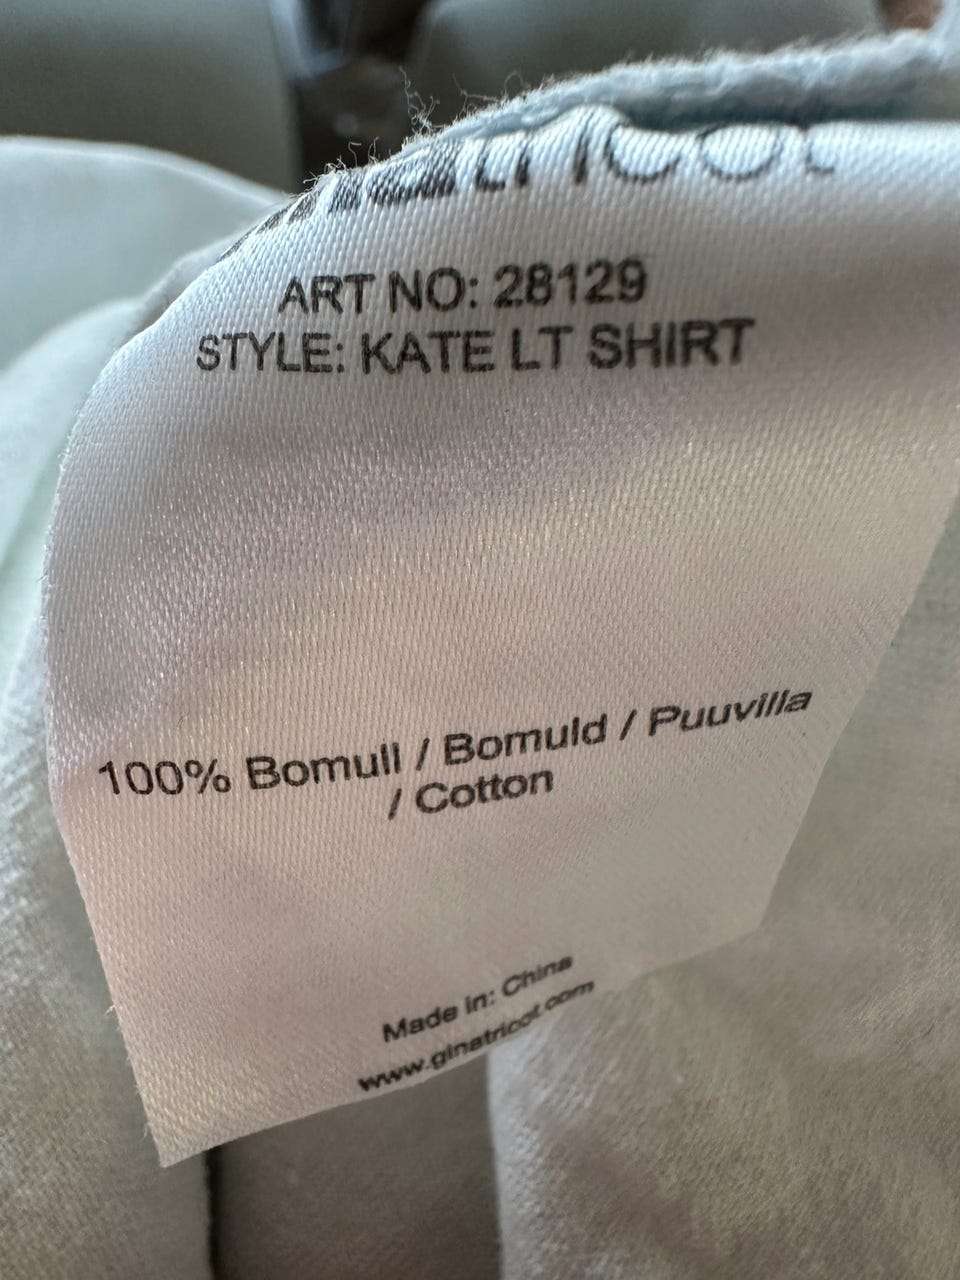 ART NO: 28129
STYLE: KATE LT SHIRT
100% Bomull / Bomuld / Puuvilla
/ Cotton
Made in: China
www.ginatricot.com